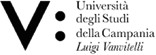 V:
Università
degli Studi
della Campania
Luigi Vanvitelli